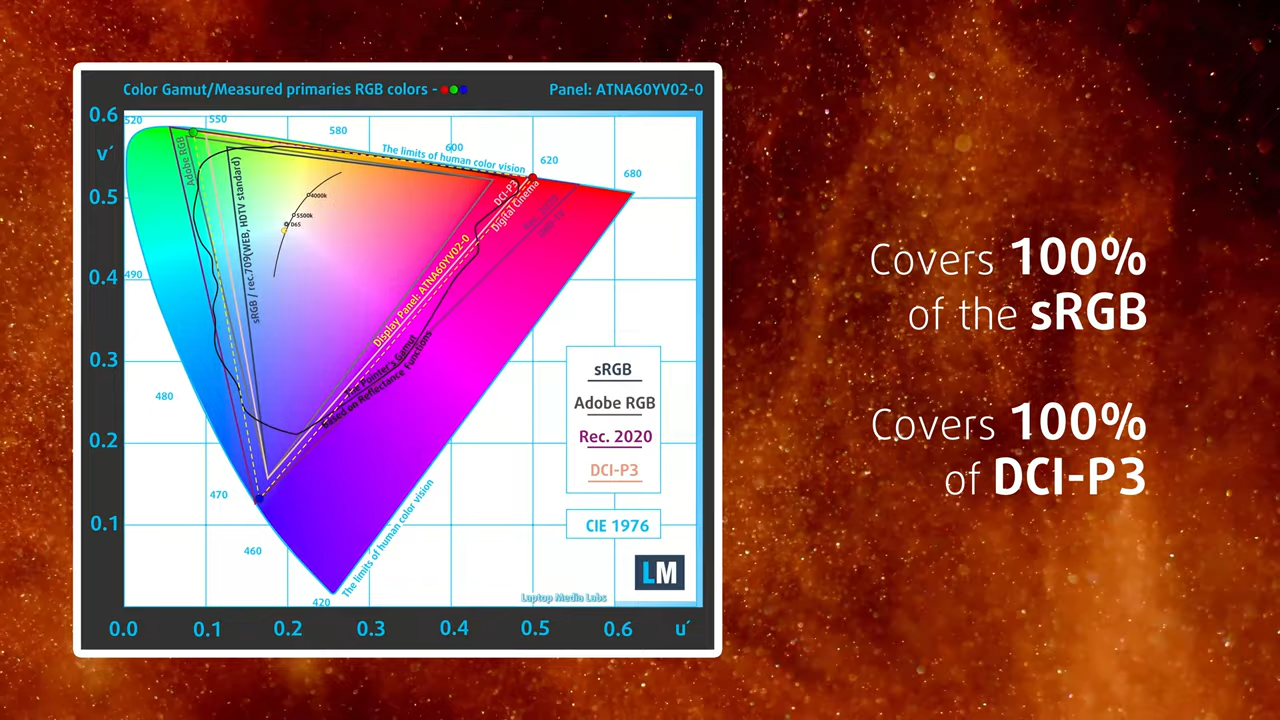 Color Gamut/Measured primaries RGB colors -
Panel: ATNA60YV02-0
0.6
v´
0.5
0.4
0.3
0.2
0.1
0.0
0.1
0.2
0.3
0.4
0.5
0.6
u´
520
550
580
600
620
680
490
480
470
460
420
The limits of human color vision
The limits of human color vision
Adobe RGB
sRGB / rec.709(WEB, HDTV standard)
4000k
5500k
D65
DCI-P3
Digital Cinema
Rec. 2020
Display Panel: ATNA60YV02-0
Pointer's Gamut
Based on Reflectance Functions
sRGB
Adobe RGB
Rec. 2020
DCI-P3
CIE 1976
LM
Laptop Media Labs
Covers 100%
of the sRGB
Covers 100%
of DCI-P3